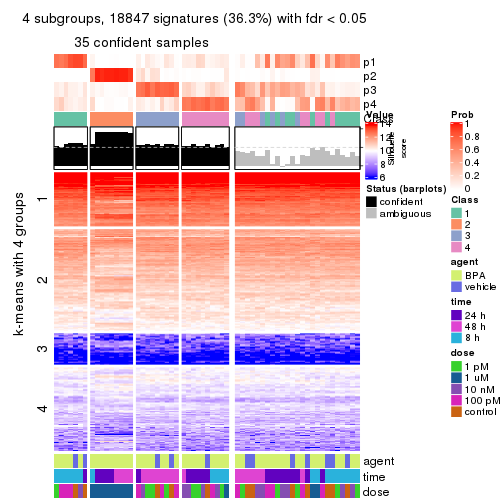 4 subgroups, 18847 signatures (36.3%) with fdr < 0.05
35 confident samples
p1
p2
p3
p4
Class
Silhouette
score
k-means with 4 groups
1
2
3
4
agent
time
dose
Value
14
12
10
8
6
Status (barplots)
confident
ambiguous
Prob
1
0.8
0.6
0.4
0.2
0
Class
1
2
3
4
agent
BPA
vehicle
time
24 h
48 h
8 h
dose
1 pM
1 uM
10 nM
100 pM
control